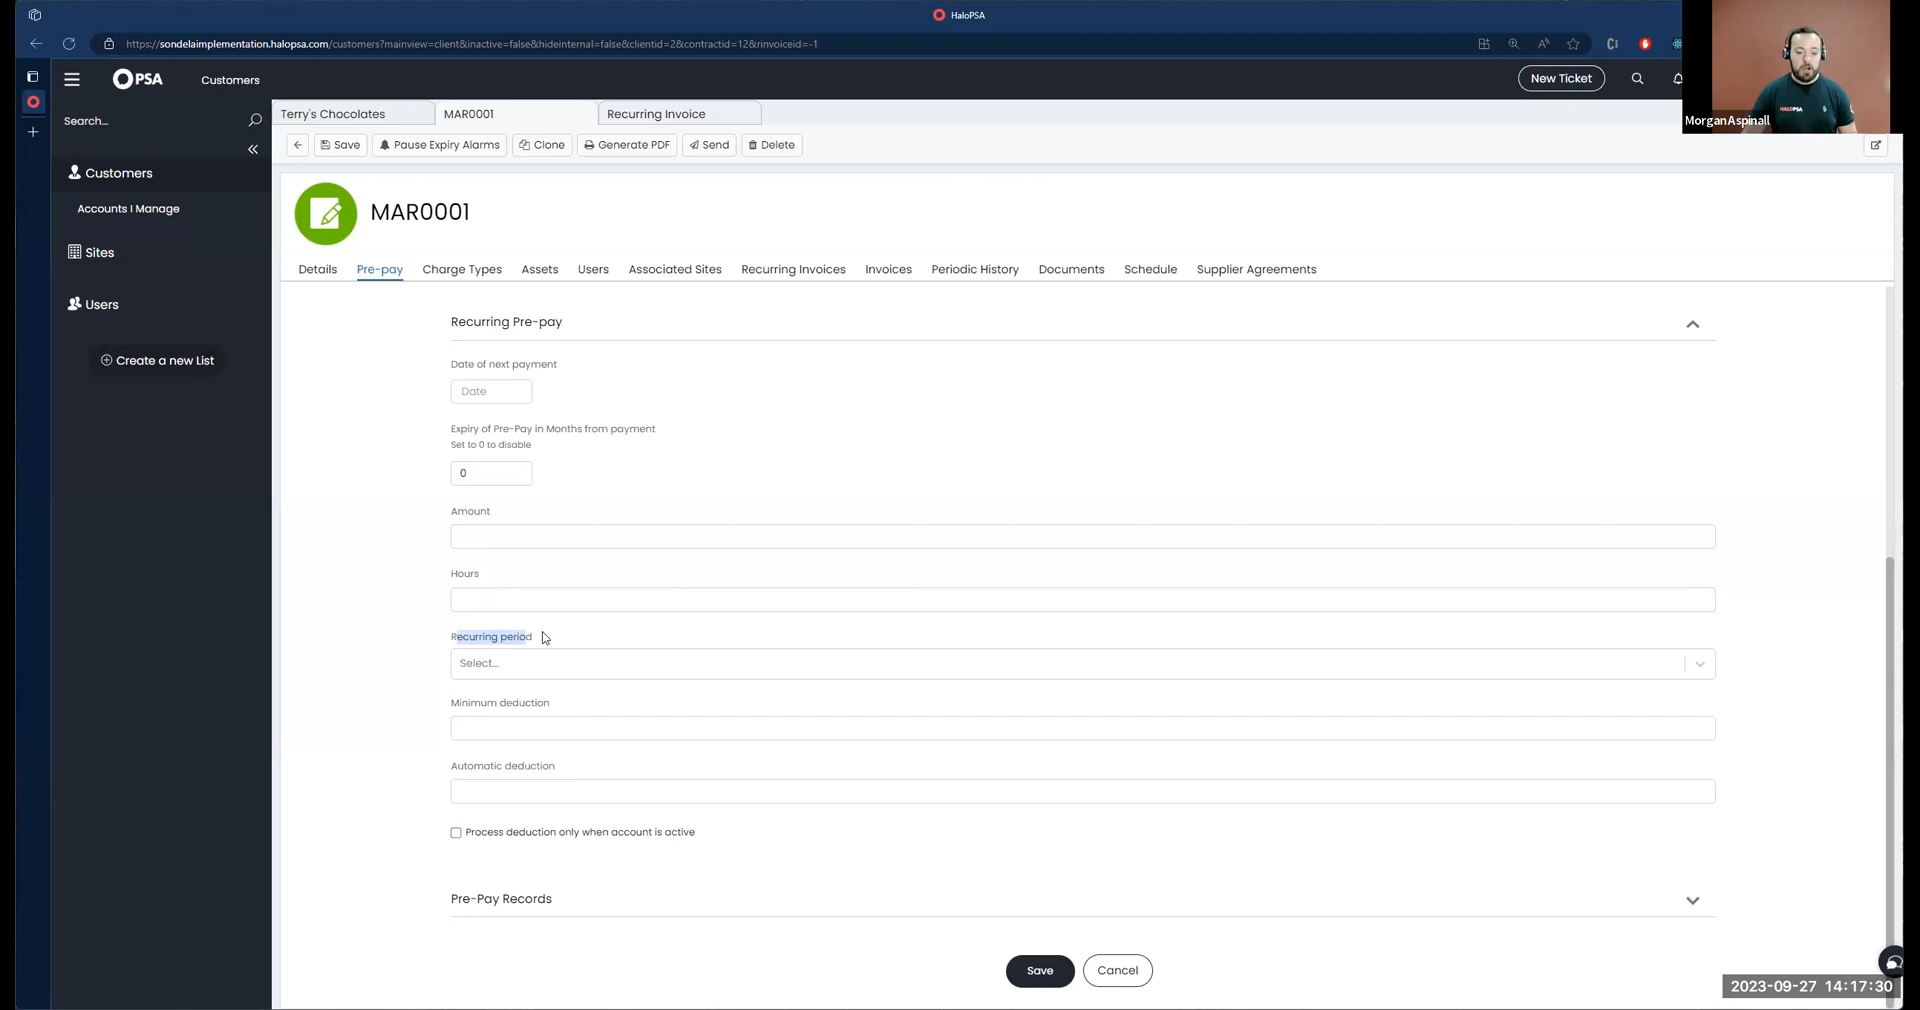 HaloPSA
https://sondelaimplementation.halopsa.com/customers?mainview=client&inactive=false&hideinternal=false&clientid=2&contractid=12&rinvoiceid=-1
PSA
Customers
New Ticket
Morgan Aspinall
Search...
Customers
Accounts I Manage
Sites
Users
Create a new List
Terry's Chocolates
MAR0001
Recurring Invoice
Save
Pause Expiry Alarms
Clone
Generate PDF
Send
Delete
MAR0001
Details
Pre-pay
Charge Types
Assets
Users
Associated Sites
Recurring Invoices
Invoices
Periodic History
Documents
Schedule
Supplier Agreements
Recurring Pre-pay
Date of next payment
Date
Expiry of Pre-Pay in Months from payment
Set to 0 to disable
0
Amount
Hours
Recurring period
Select...
Minimum deduction
Automatic deduction
Process deduction only when account is active
Pre-Pay Records
Save
Cancel
2023-09-27 14:17:30